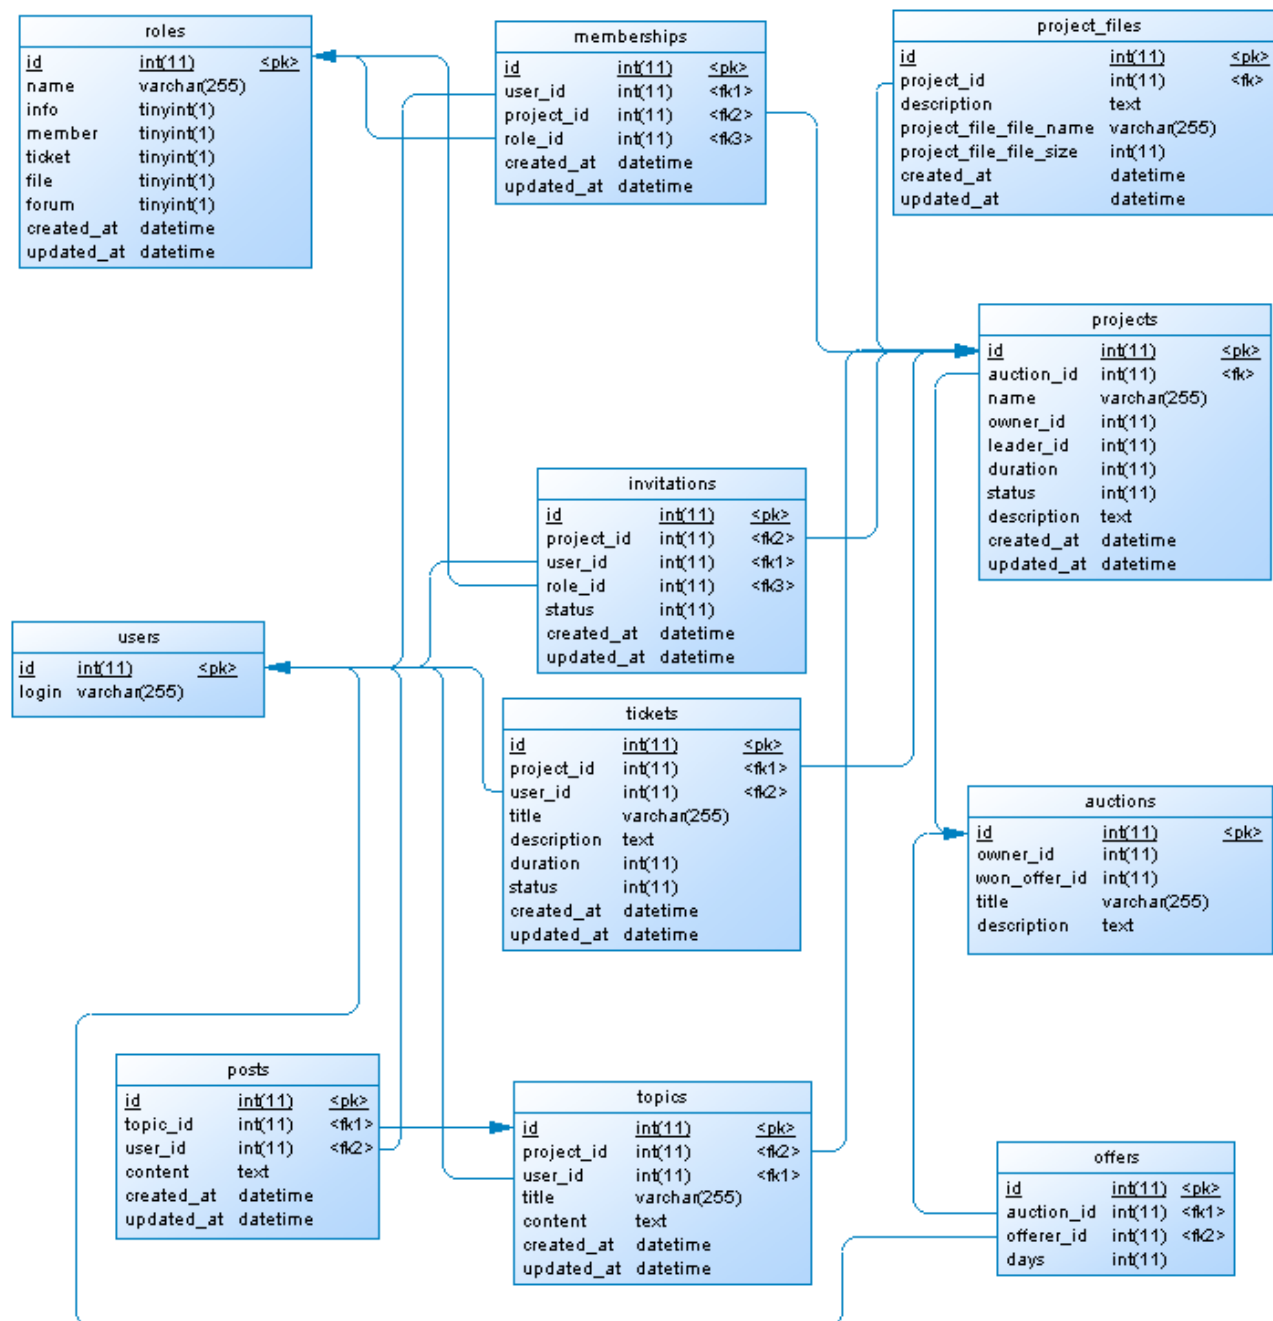 roles
id int(11) <pk>
name varchar(255)
info tinyint(1)
member tinyint(1)
ticket tinyint(1)
file tinyint(1)
forum tinyint(1)
created_at datetime
updated_at datetime
memberships
id int(11) <pk>
user_id int(11) <fk1>
project_id int(11) <fk2>
role_id int(11) <fk3>
created_at datetime
updated_at datetime
project_files
id int(11) <pk>
project_id int(11) <fk>
description text
project_file_file_name varchar(255)
project_file_file_size int(11)
created_at datetime
updated_at datetime
projects
id int(11) <pk>
auction_id int(11) <fk>
name varchar(255)
owner_id int(11)
leader_id int(11)
duration int(11)
status int(11)
description text
created_at datetime
updated_at datetime
invitations
id int(11) <pk>
project_id int(11) <fk2>
user_id int(11) <fk1>
role_id int(11) <fk3>
status int(11)
created_at datetime
updated_at datetime
users
id int(11) <pk>
login varchar(255)
tickets
id int(11) <pk>
project_id int(11) <fk1>
user_id int(11) <fk2>
title varchar(255)
description text
duration int(11)
status int(11)
created_at datetime
updated_at datetime
auctions
id int(11) <pk>
owner_id int(11)
won_offer_id int(11)
title varchar(255)
description text
posts
id int(11) <pk>
topic_id int(11) <fk1>
user_id int(11) <fk2>
content text
created_at datetime
updated_at datetime
topics
id int(11) <pk>
project_id int(11) <fk2>
user_id int(11) <fk1>
title varchar(255)
content text
created_at datetime
updated_at datetime
offers
id int(11) <pk>
auction_id int(11) <fk1>
offerer_id int(11) <fk2>
days int(11)